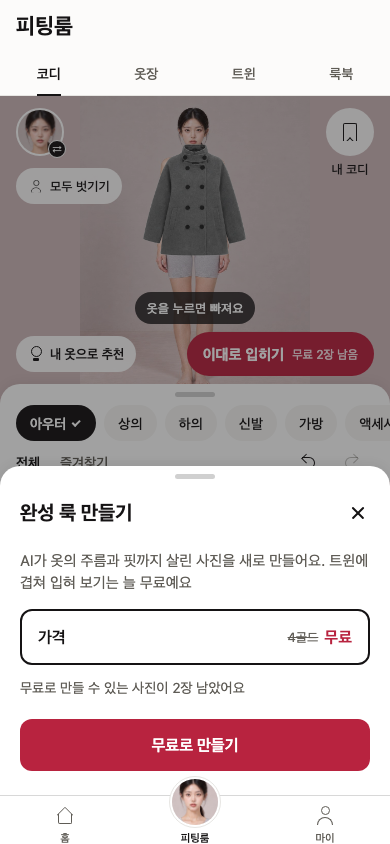 피팅룸
코디
옷장
트윈
룩북
모두 벗기기
내 코디
옷을 누르면 빠져요
내 옷으로 추천
이대로 입히기 무료 2장 남음
아우터
상의
하의
신발
가방
전체
즐겨찾기
완성 룩 만들기
AI가 옷의 주름과 핏까지 살린 사진을 새로 만들어요. 트윈에
겹쳐 입혀 보기는 늘 무료예요
가격
4골드 무료
무료로 만들 수 있는 사진이 2장 남았어요
무료로 만들기
홈
피팅룸
마이